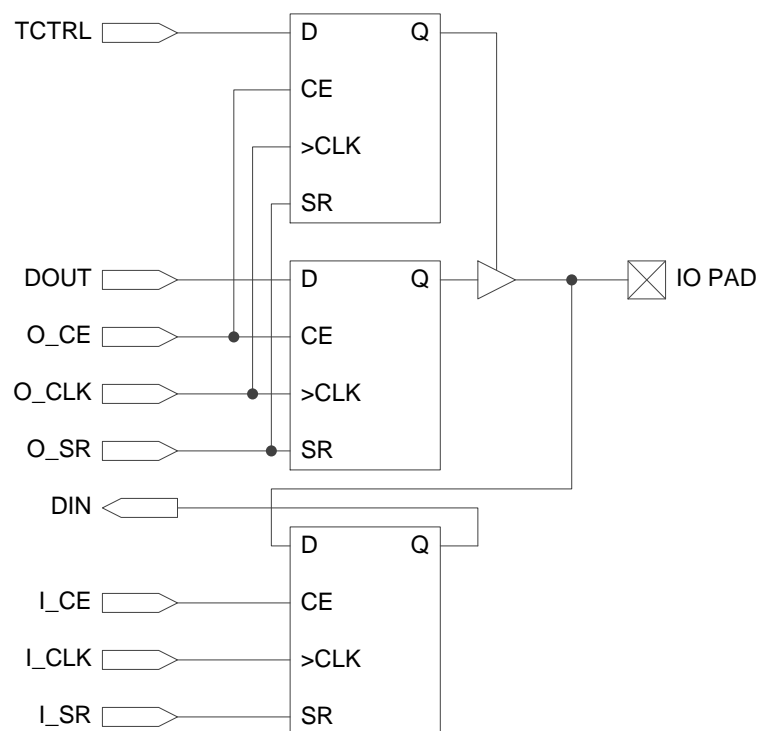 TCTRL D Q
CE
>CLK
SR
DOUT D Q IO PAD
O_CE CE
O_CLK >CLK
O_SR SR
DIN
D Q
I_CE CE
I_CLK >CLK
I_SR SR